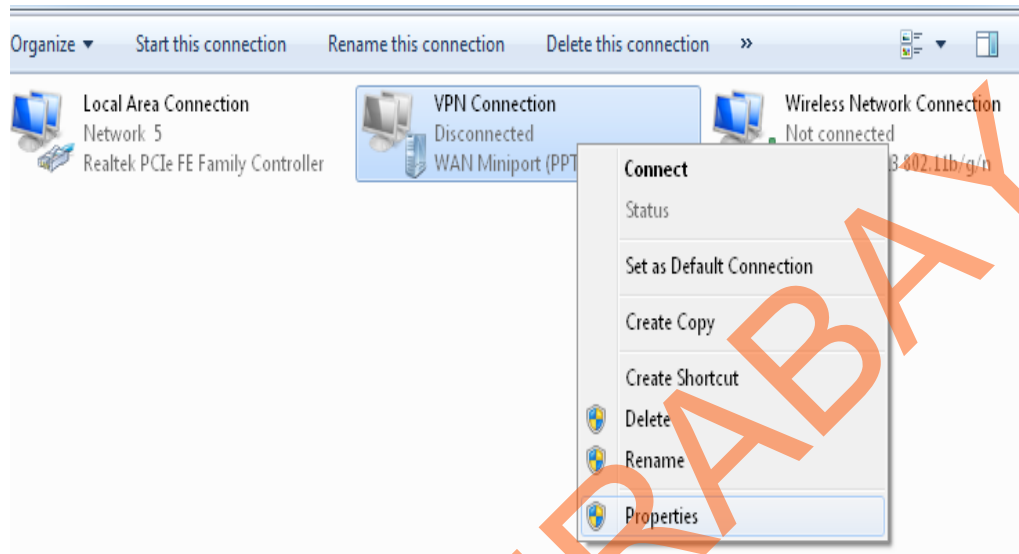 Organize Start this connection Rename this connection Delete this connection »
Local Area Connection
Network 5
Realtek PCIe FE Family Controller
VPN Connection
Disconnected
WAN Miniport (PPT
Wireless Network Connection
Not connected
802.11b/g/n
Connect
Status
Set as Default Connection
Create Copy
Create Shortcut
Delete
Rename
Properties
RABAY